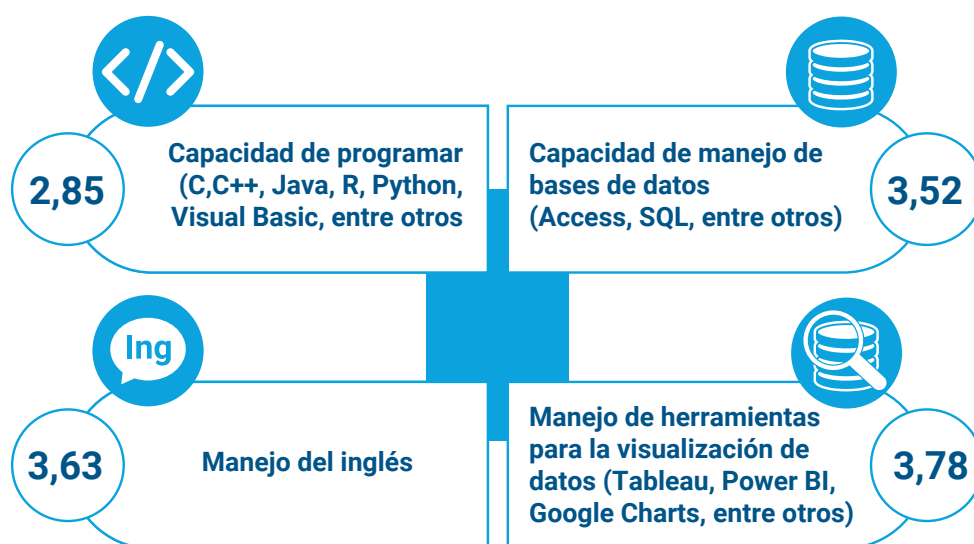 2,85
Capacidad de programar
(C,C++, Java, R, Python,
Visual Basic, entre otros
Capacidad de manejo de
bases de datos
(Access, SQL, entre otros)
3,52
Ing
3,63
Manejo del inglés
Manejo de herramientas
para la visualización de
datos (Tableau, Power BI,
Google Charts, entre otros)
3,78